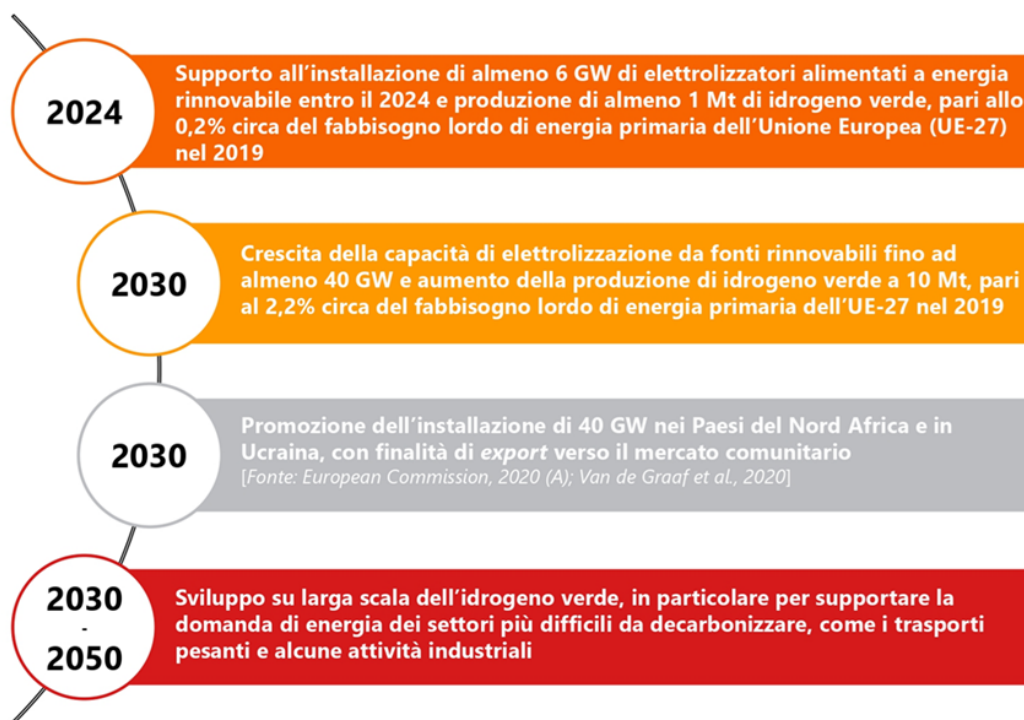 2024
Supporto all'installazione di almeno 6 GW di elettrolizzatori alimentati a energia
rinnovabile entro il 2024 e produzione di almeno 1 Mt di idrogeno verde, pari allo
0,2% circa del fabbisogno lordo di energia primaria dell'Unione Europea (UE-27)
nel 2019
2030
Crescita della capacità di elettrolizzazione da fonti rinnovabili fino ad
almeno 40 GW e aumento della produzione di idrogeno verde a 10 Mt, pari
al 2,2% circa del fabbisogno lordo di energia primaria dell'UE-27 nel 2019
2030
Promozione dell'installazione di 40 GW nei Paesi del Nord Africa e in
Ucraina, con finalità di export verso il mercato comunitario
[Fonte: European Commission, 2020 (A); Van de Graaf et al., 2020]
2030
-
2050
Sviluppo su larga scala dell'idrogeno verde, in particolare per supportare la
domanda di energia dei settori più difficili da decarbonizzare, come i trasporti
pesanti e alcune attività industriali